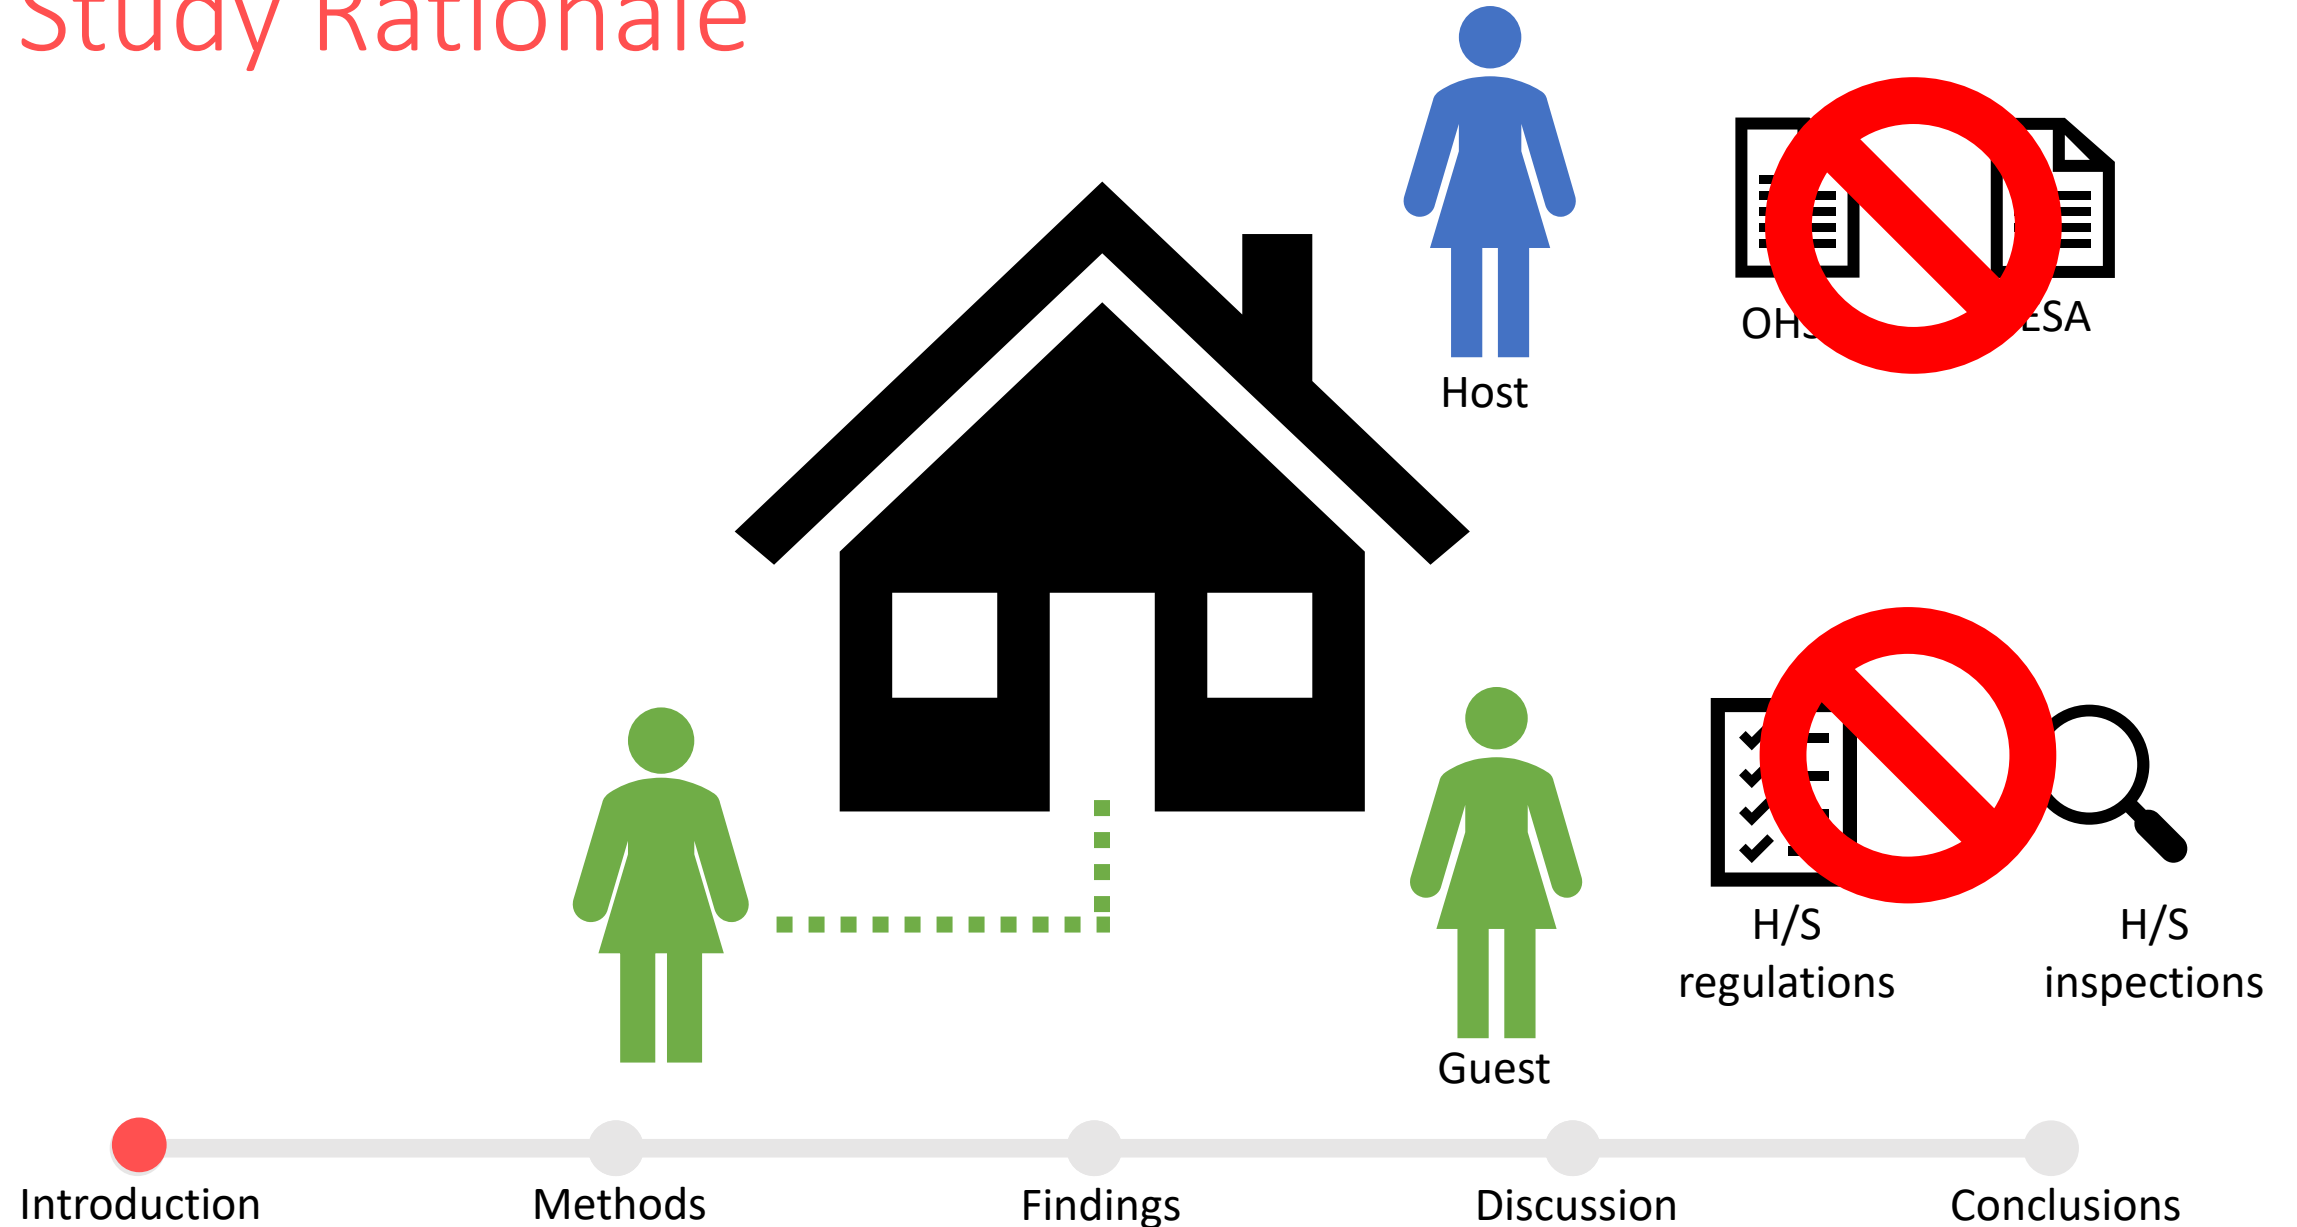 Study Rationale
Host
ESA
H/S
regulations
H/S
inspections
Guest
Introduction
Methods
Findings
Discussion
Conclusions